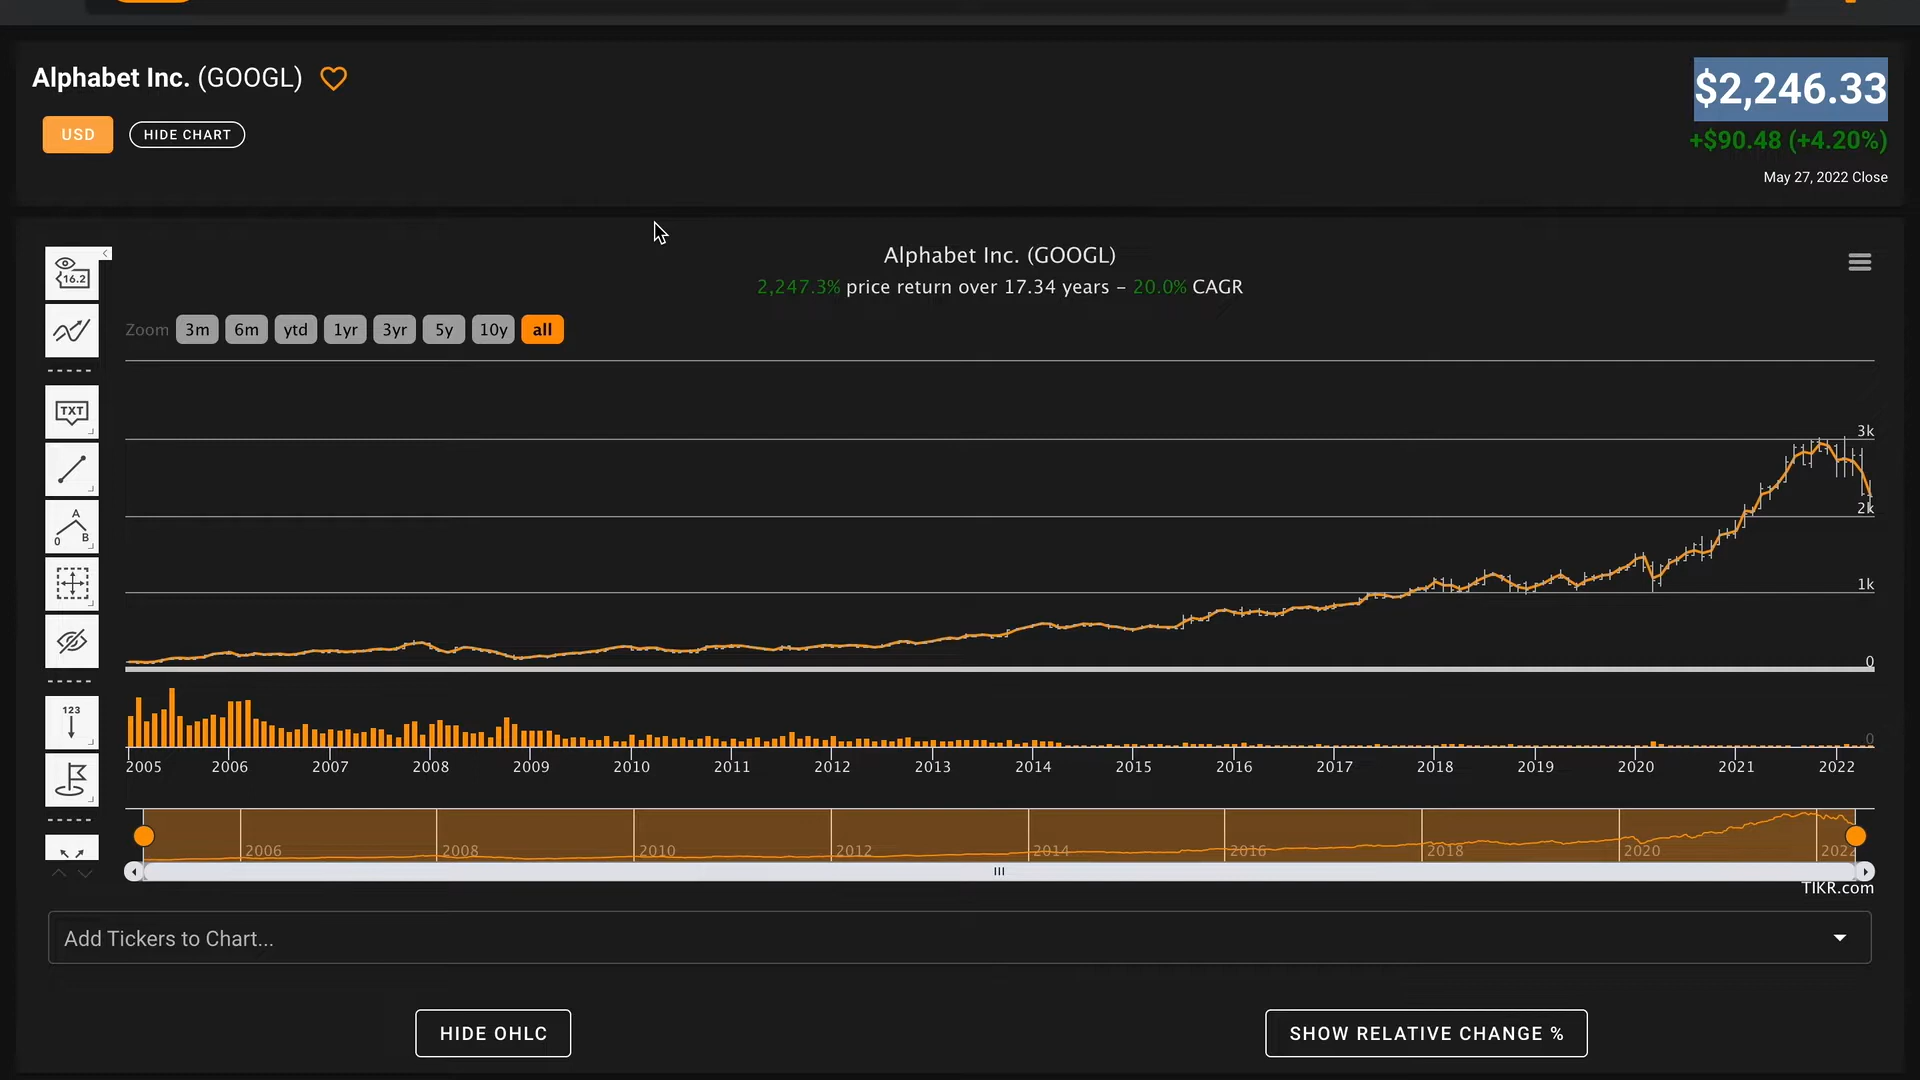 Alphabet Inc. (GOOGL)
$2,246.33
USD
HIDE CHART
+$90.48 (+4.20%)
May 27, 2022 Close
Alphabet Inc. (GOOGL)
2,247.3% price return over 17.34 years – 20.0% CAGR
16.2
Zoom 3m 6m ytd 1yr 3yr 5y 10y all
TXT
3k
2k
A
0 B
1k
0
123
0
2005 2006 2007 2008 2009 2010 2011 2012 2013 2014 2015 2016 2017 2018 2019 2020 2021 2022
2006 2008 2010 2012 2014 2016 2018 2020 2022
TIKR.com
Add Tickers to Chart...
HIDE OHLC
SHOW RELATIVE CHANGE %